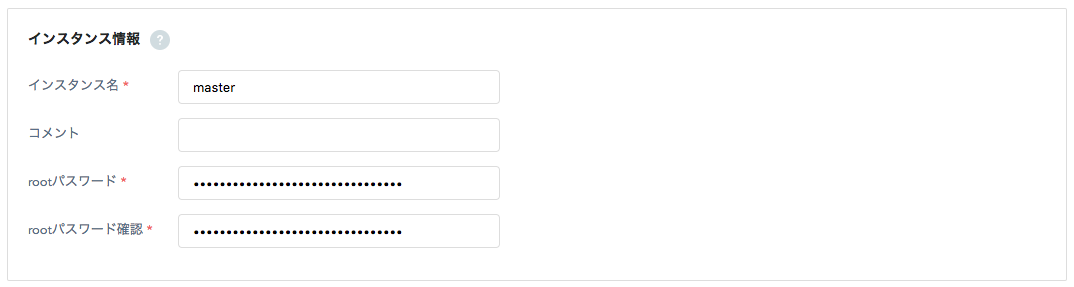 インスタンス情報 ?
インスタンス名 * master
コメント
rootパスワード * ••••••••••••••••••••••••••••••••
rootパスワード確認 * ••••••••••••••••••••••••••••••••